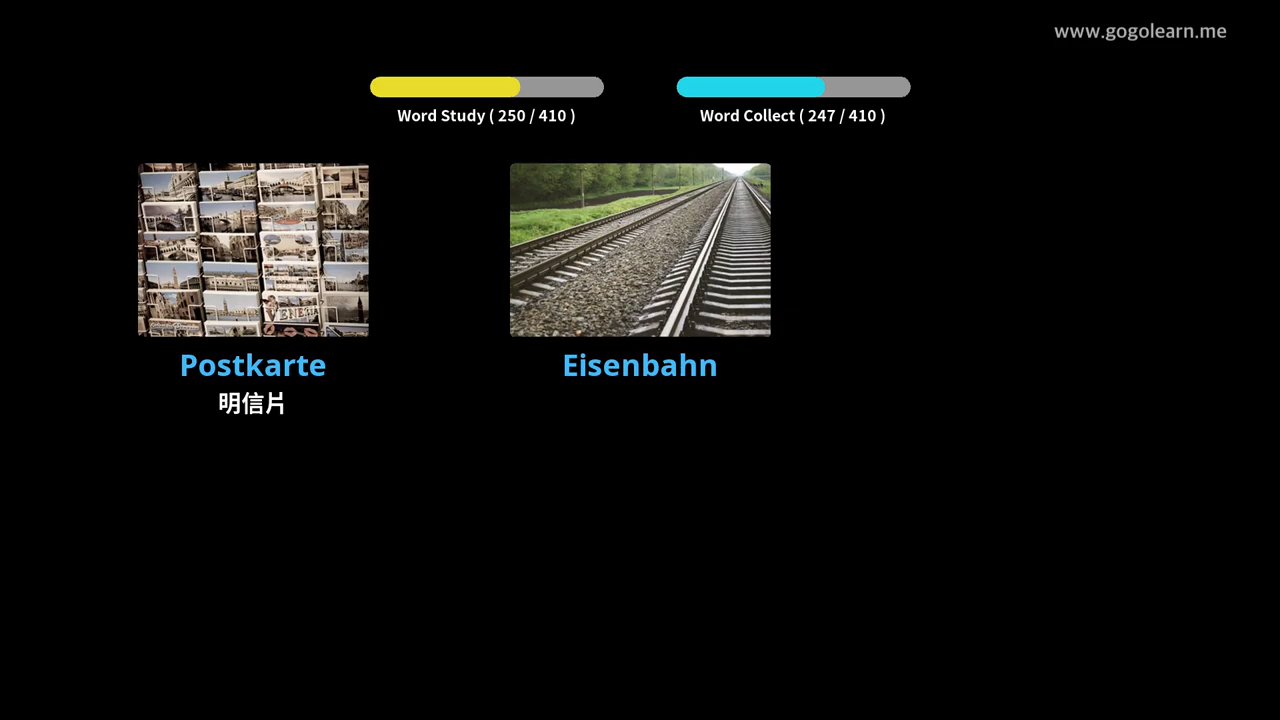 www.gogolearn.me
Word Study ( 250 / 410 )
Word Collect ( 247 / 410 )
Postkarte
明信片
Eisenbahn